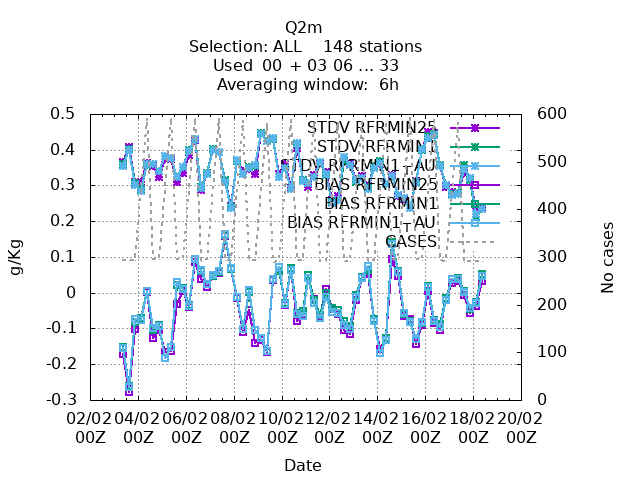 Q2m
Selection: ALL 148 stations
Used 00 + 03 06 ... 33
Averaging window: 6h
0.5
0.4
0.3
0.2
0.1
0
-0.1
-0.2
-0.3
g/Kg
600
500
400
300
200
100
0
No cases
STDV RFRMIN25
STDV RFRMIN1
STDV RFRMIN1_AU
BIAS RFRMIN25
BIAS RFRMIN1
BIAS RFRMIN1_AU
CASES
02/02 04/02 06/02 08/02 10/02 12/02 14/02 16/02 18/02 20/02
00Z 00Z 00Z 00Z 00Z 00Z 00Z 00Z 00Z 00Z
Date